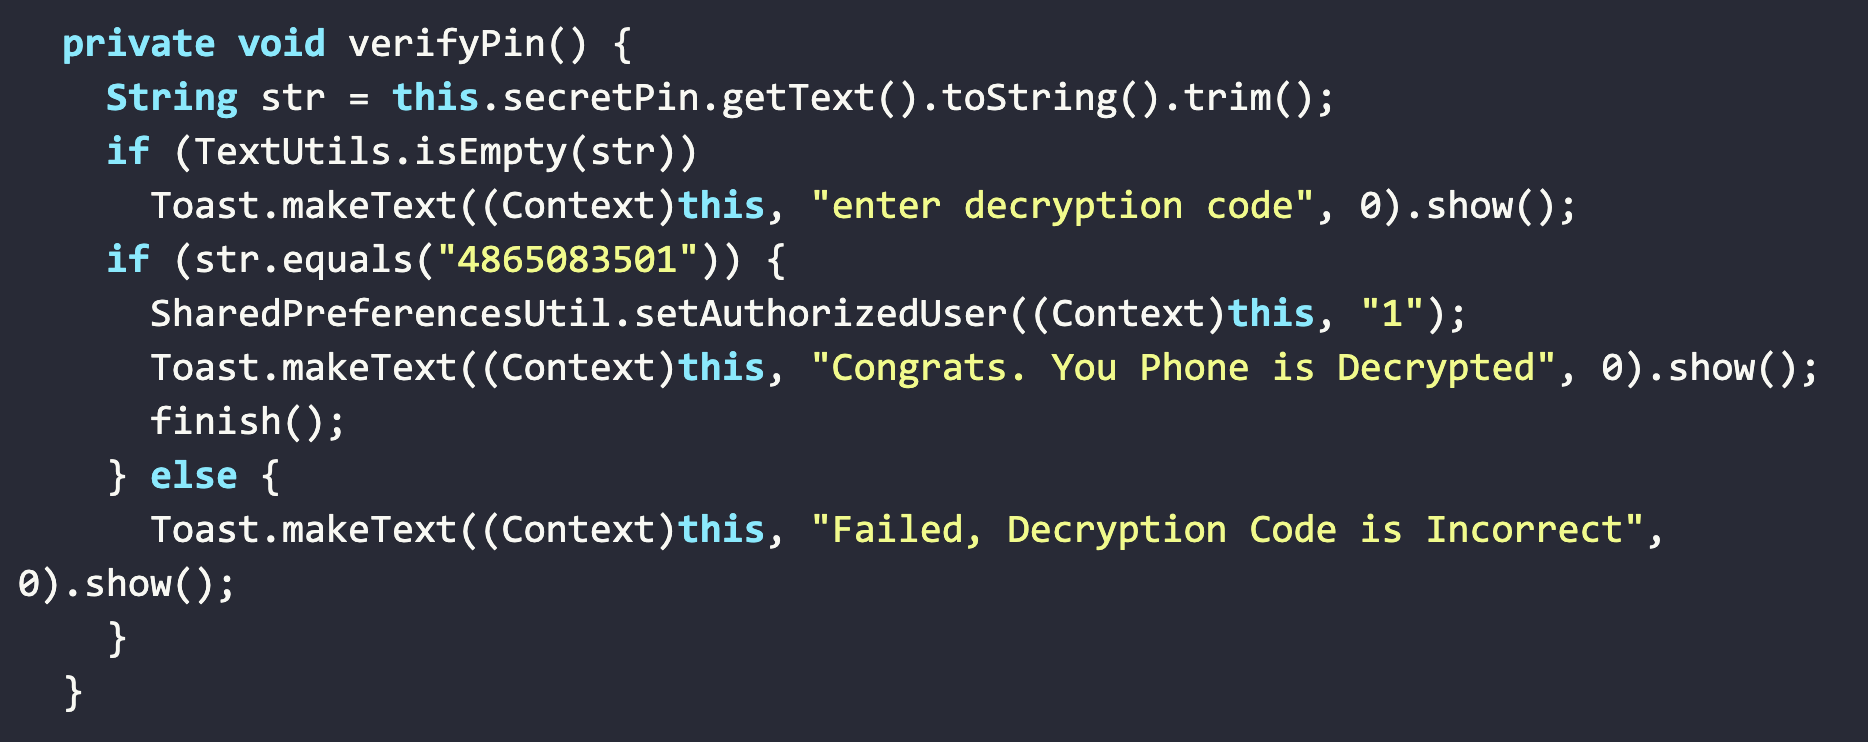 private void verifyPin() {
String str = this.secretPin.getText().toString().trim();
if (TextUtils.isEmpty(str))
Toast.makeText((Context)this, "enter decryption code", 0).show();
if (str.equals("4865083501")) {
SharedPreferencesUtil.setAuthorizedUser((Context)this, "1");
Toast.makeText((Context)this, "Congrats. You Phone is Decrypted", 0).show();
finish();
} else {
Toast.makeText((Context)this, "Failed, Decryption Code is Incorrect",
0).show();
}
}